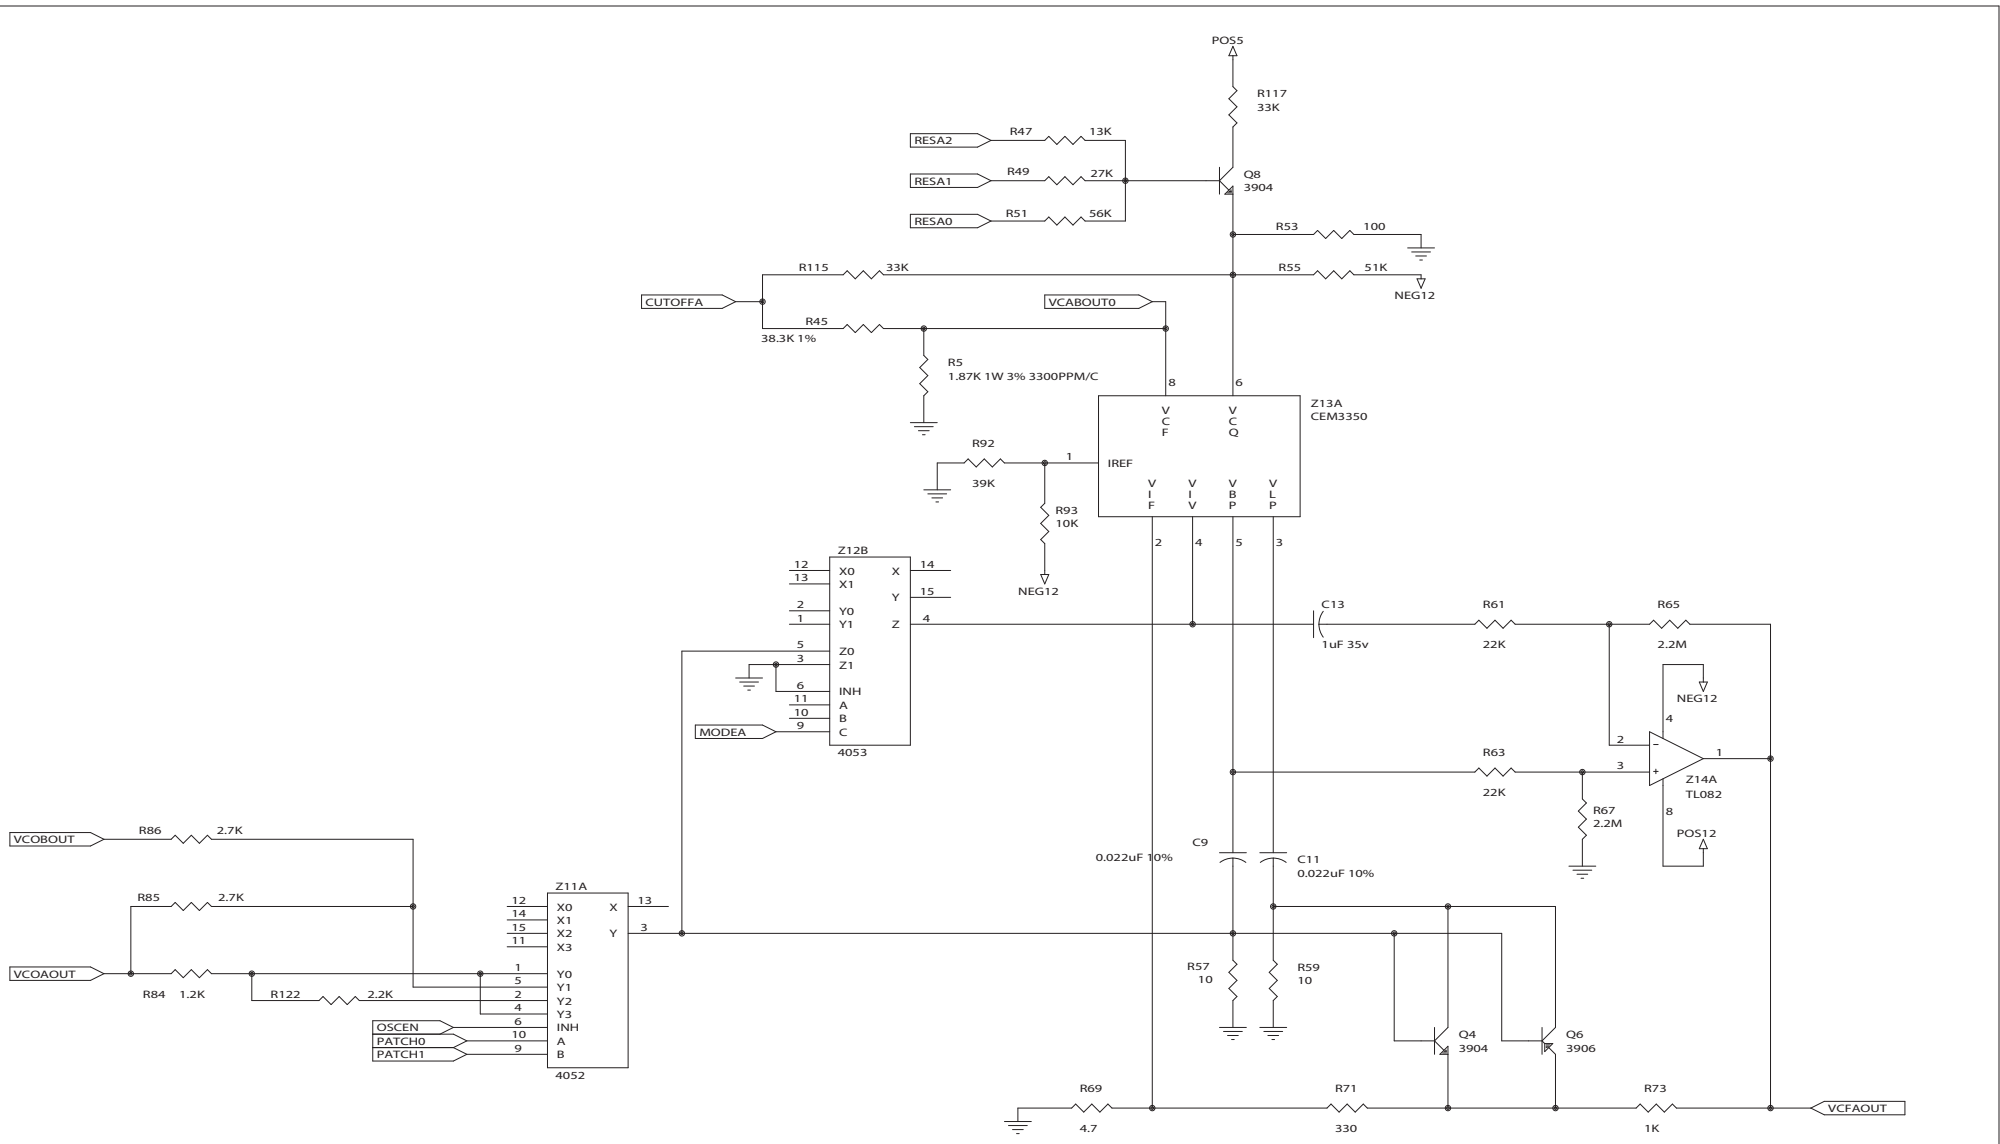 POS5
R117
33K
RESA2
R47
13K
RESA1
R49
27K
Q8
3904
RESA0
R51
56K
R53
100
R115
33K
R55
51K
NEG12
CUTOFFA
VCABOUT0
R45
38.3K 1%
R5
1.87K 1W 3% 3300PPM/C
8
6
Z13A
CEM3350
VCF
VCQ
R92
39K
1
IREF
VIF
VIV
VBP
VLP
R93
10K
NEG12
2
4
5
3
Z12B
12
X0
X
14
13
X1
Y
15
2
Y0
1
Y1
Z
4
5
Z0
3
Z1
6
INH
11
A
10
B
9
C
MODEA
4053
C13
1uF 35v
R61
22K
R65
2.2M
NEG12
4
2
-
1
3
+
Z14A
TL082
8
POS12
R63
22K
R67
2.2M
VCOBOUT
R86
2.7K
C9
0.022uF 10%
C11
0.022uF 10%
R85
2.7K
Z11A
12
X0
X
13
14
X1
15
X2
Y
3
11
X3
VCOAOUT
R84
1.2K
1
Y0
5
Y1
R122
2.2K
2
Y2
4
Y3
OSCEN
6
INH
PATCH0
10
A
PATCH1
9
B
4052
R57
10
R59
10
Q4
3904
Q6
3906
R69
4.7
R71
330
R73
1K
VCFAOUT